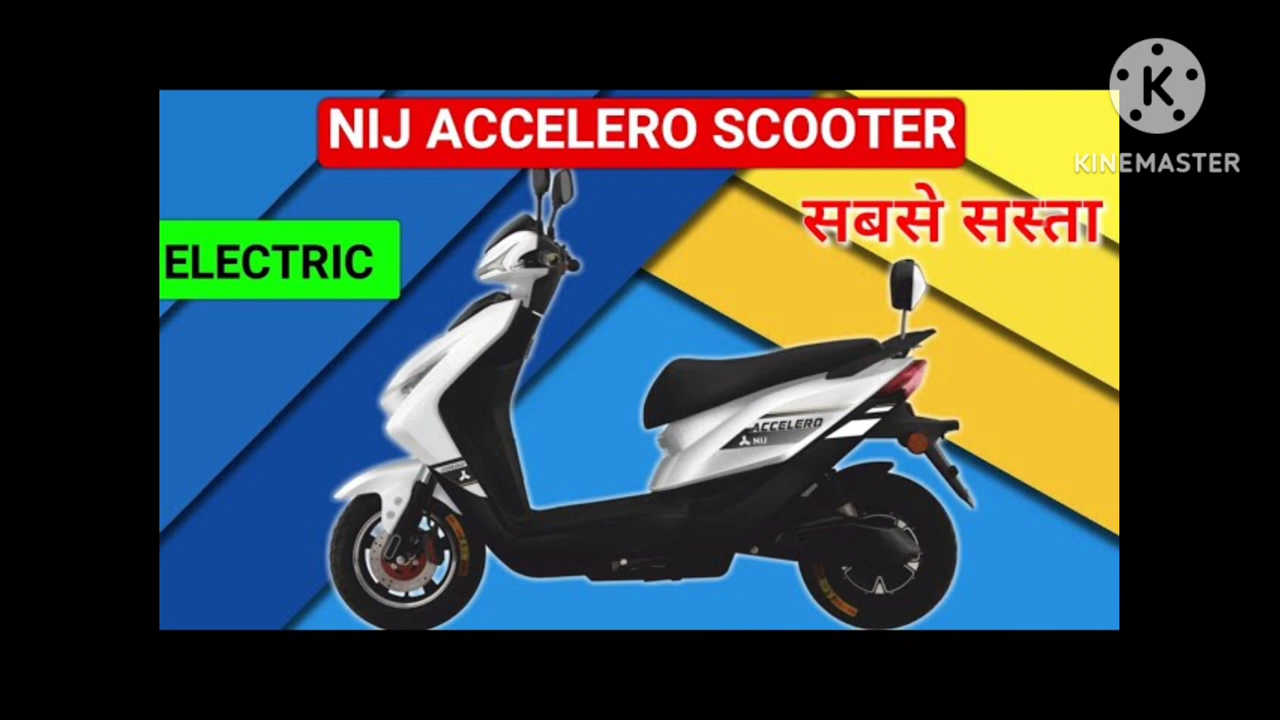 NIJ ACCELERO SCOOTER
KINEMASTER
सबसे सस्ता
ELECTRIC
ACCELERO
NIJ